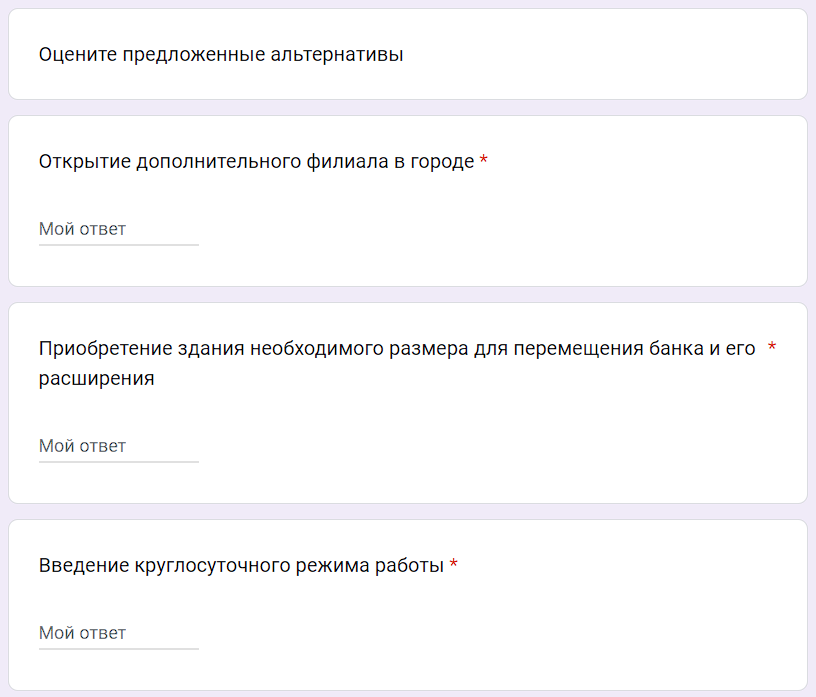 Оцените предложенные альтернативы
Открытие дополнительного филиала в городе *
Мой ответ
Приобретение здания необходимого размера для перемещения банка и его *
расширения
Мой ответ
Введение круглосуточного режима работы *
Мой ответ